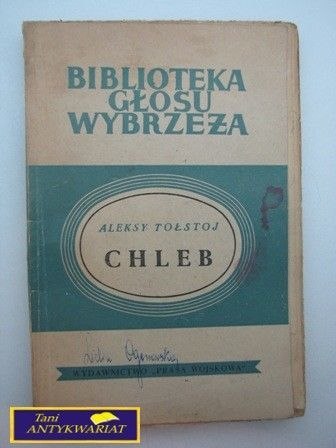 BIBLIOTEKA
GŁOSU
WYBRZEŻA
P
ALEKSY TOŁSTOJ
CHLEB
WYDAWNICTWO „PRASA WOJSKOWA"
Tani
ANTYKWARIAT